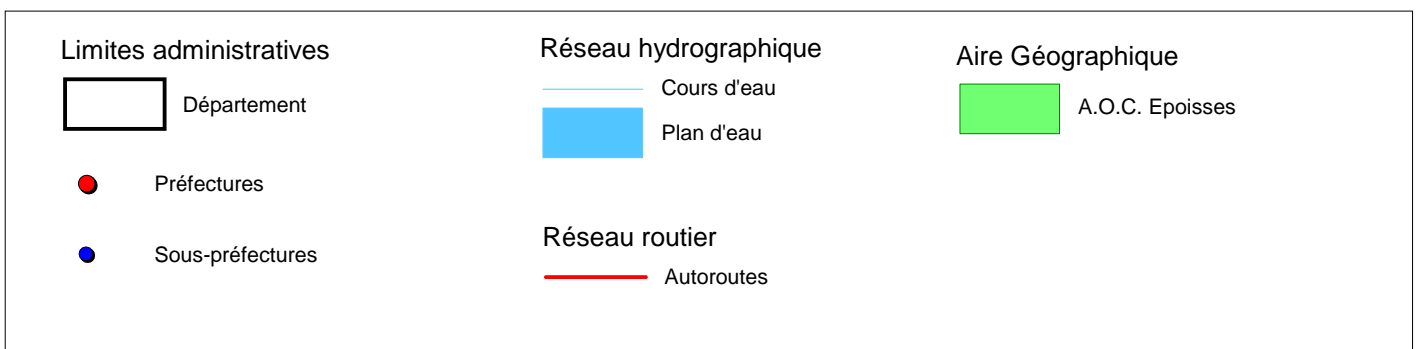 Limites administratives
Département
Préfectures
Sous-préfectures
Réseau hydrographique
Cours d'eau
Plan d'eau
Réseau routier
Autoroutes
Aire Géographique
A.O.C. Epoisses